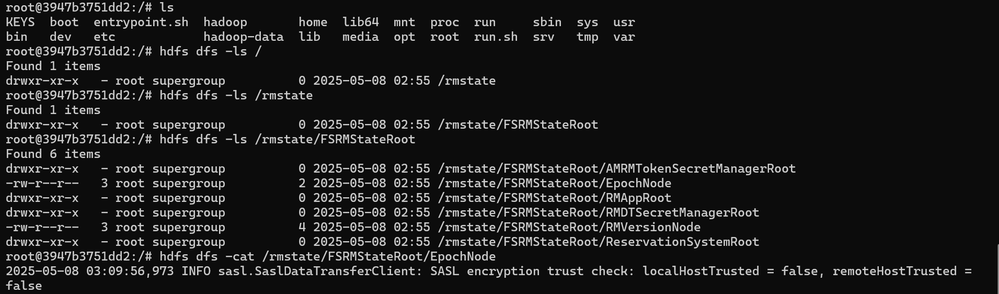 root@3947b3751dd2:/# ls
KEYS  boot  entrypoint.sh  hadoop       home  lib64  mnt  proc  run     sbin  sys  usr
bin   dev   etc            hadoop-data  lib   media  opt  root  run.sh  srv   tmp  var
root@3947b3751dd2:/# hdfs dfs -ls /
Found 1 items
drwxr-xr-x   - root supergroup          0 2025-05-08 02:55 /rmstate
root@3947b3751dd2:/# hdfs dfs -ls /rmstate
Found 1 items
drwxr-xr-x   - root supergroup          0 2025-05-08 02:55 /rmstate/FSRMStateRoot
root@3947b3751dd2:/# hdfs dfs -ls /rmstate/FSRMStateRoot
Found 6 items
drwxr-xr-x   - root supergroup          0 2025-05-08 02:55 /rmstate/FSRMStateRoot/AMRMTokenSecretManagerRoot
-rw-r--r--   3 root supergroup          2 2025-05-08 02:55 /rmstate/FSRMStateRoot/EpochNode
drwxr-xr-x   - root supergroup          0 2025-05-08 02:55 /rmstate/FSRMStateRoot/RMAppRoot
drwxr-xr-x   - root supergroup          0 2025-05-08 02:55 /rmstate/FSRMStateRoot/RMDTSecretManagerRoot
-rw-r--r--   3 root supergroup          4 2025-05-08 02:55 /rmstate/FSRMStateRoot/RMVersionNode
drwxr-xr-x   - root supergroup          0 2025-05-08 02:55 /rmstate/FSRMStateRoot/ReservationSystemRoot
root@3947b3751dd2:/# hdfs dfs -cat /rmstate/FSRMStateRoot/EpochNode
2025-05-08 03:09:56,973 INFO sasl.SaslDataTransferClient: SASL encryption trust check: localHostTrusted = false, remoteHostTrusted =
false